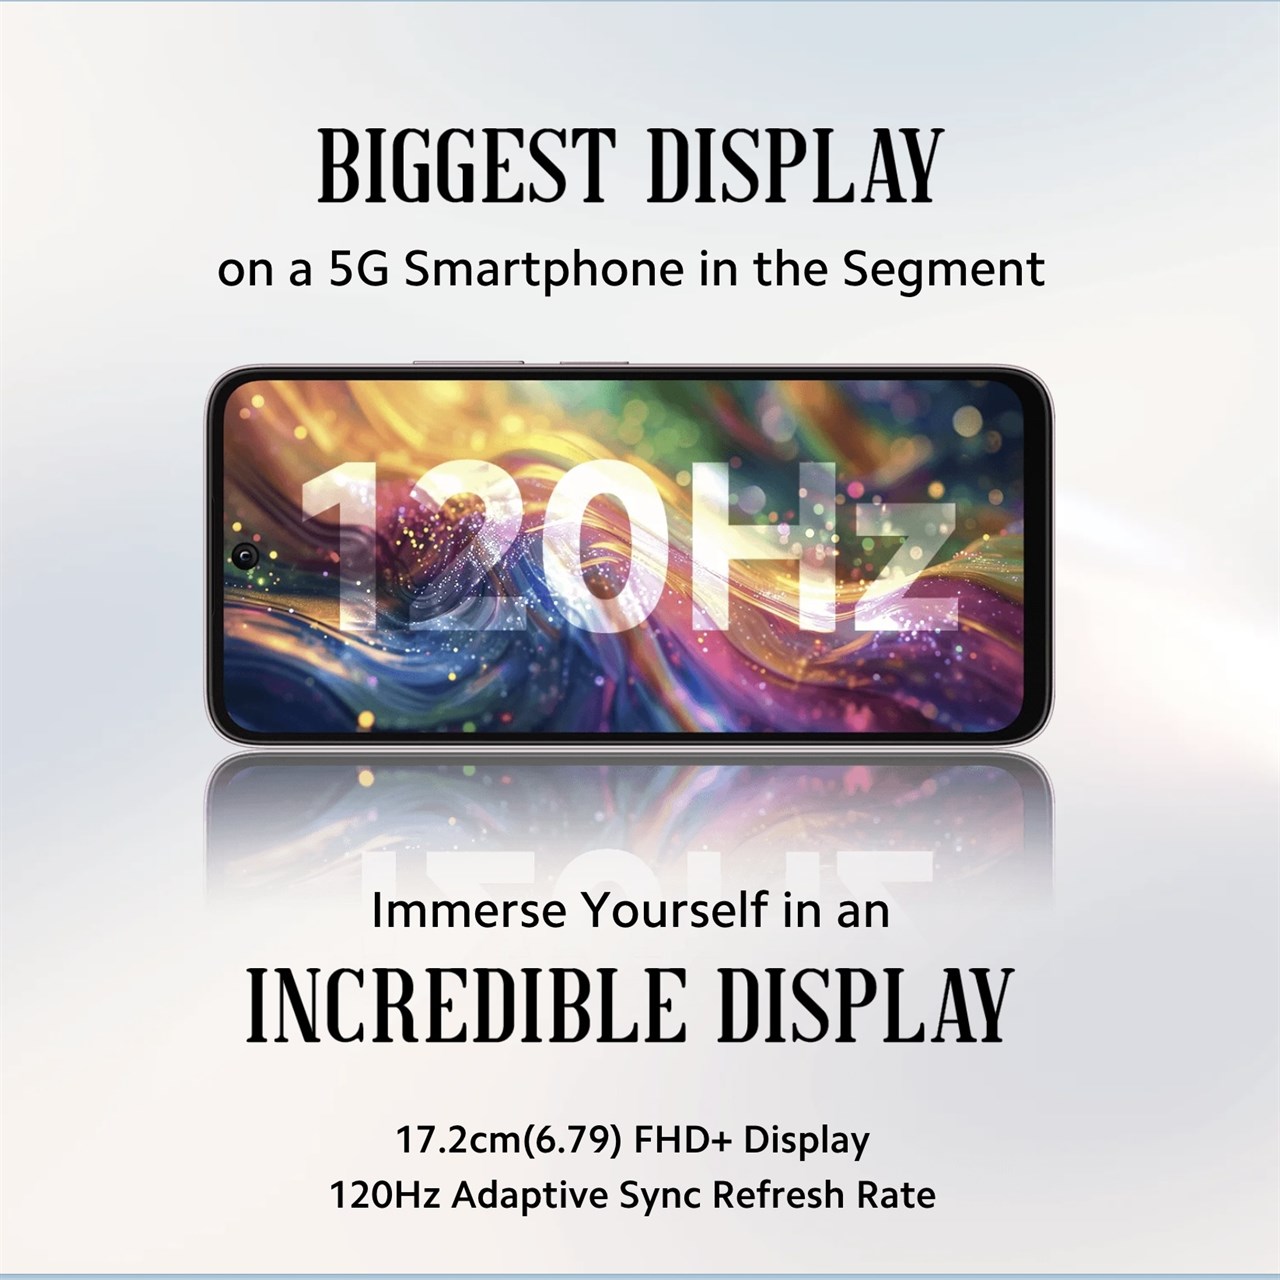 BIGGEST DISPLAY
on a 5G Smartphone in the Segment
120Hz
Immerse Yourself in an
INCREDIBLE DISPLAY
17.2cm(6.79) FHD+ Display
120Hz Adaptive Sync Refresh Rate